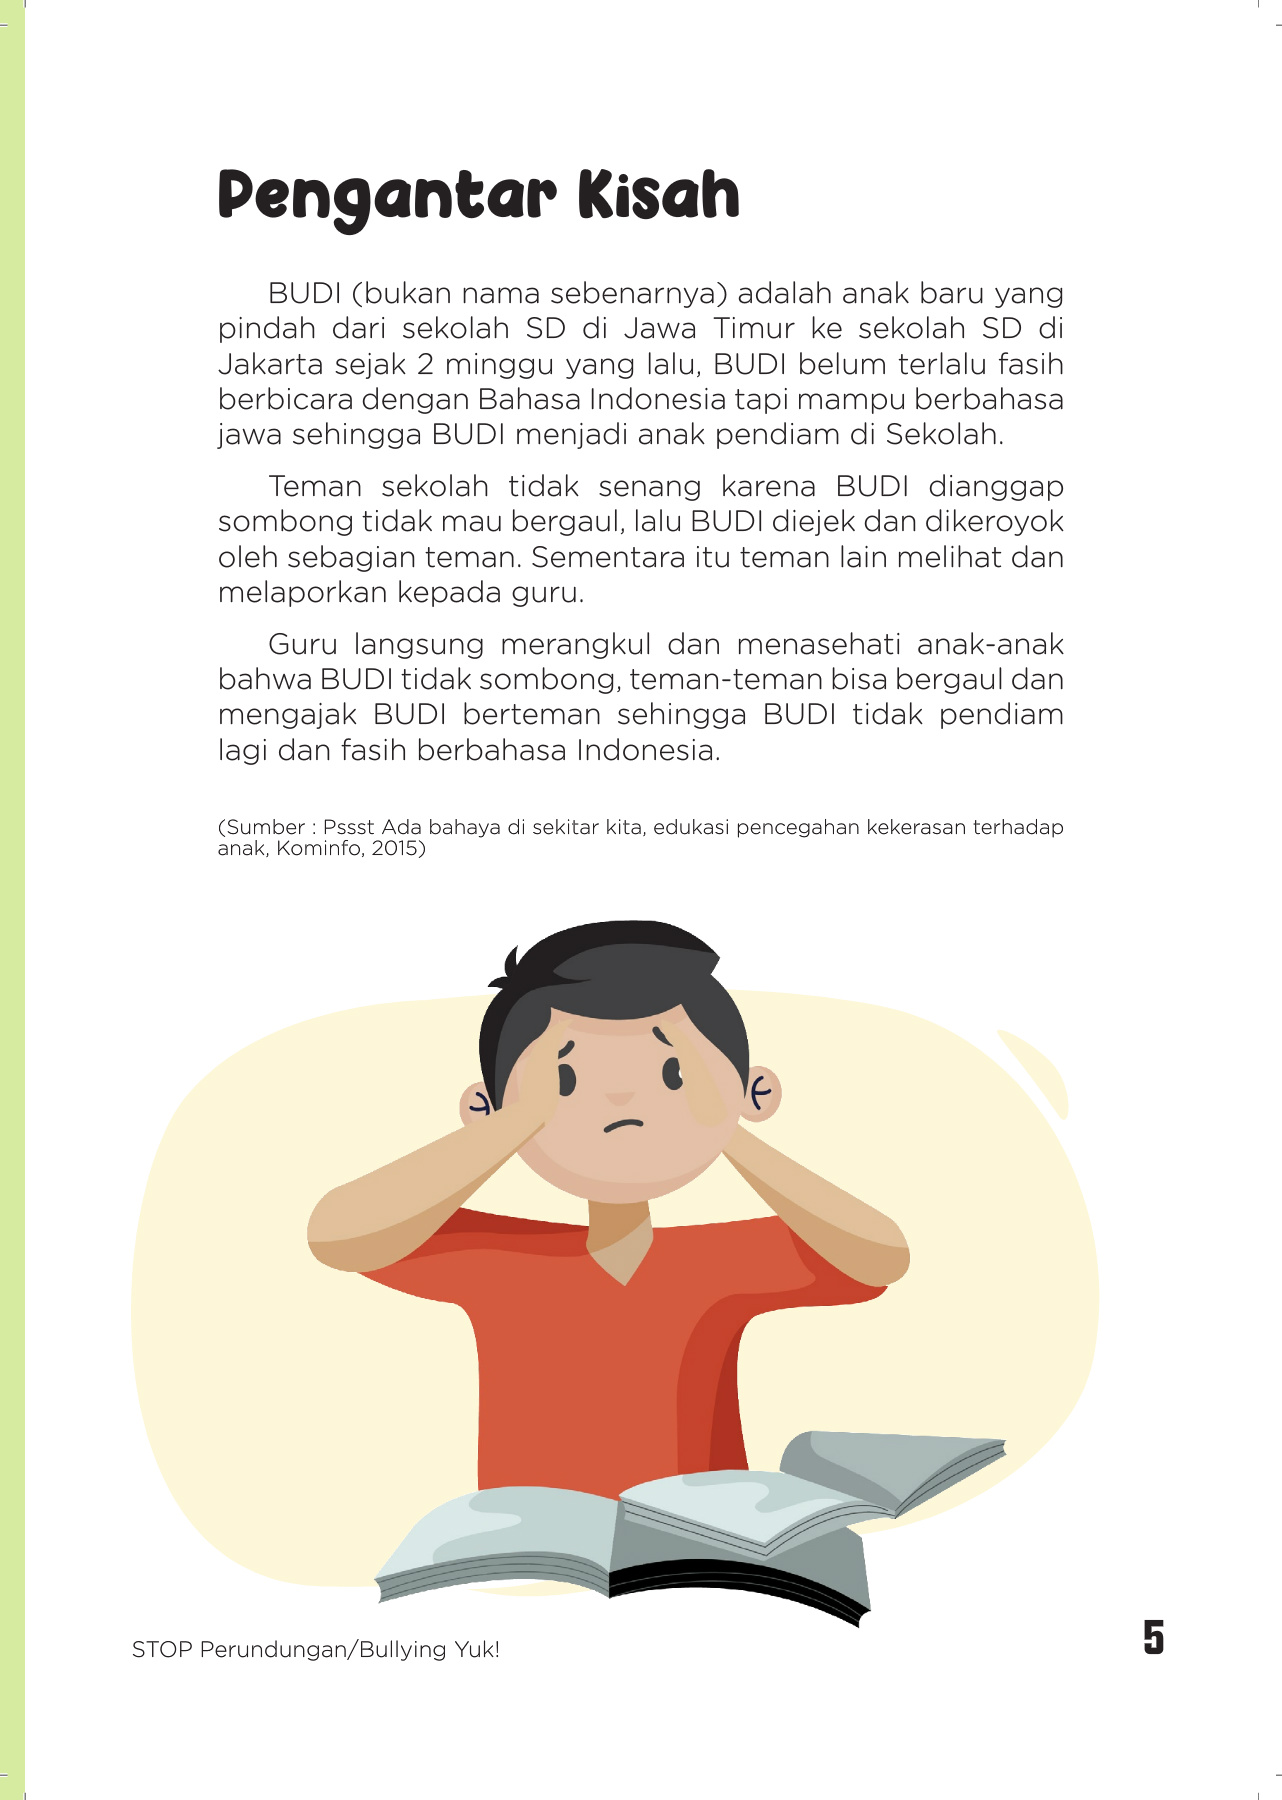 Pengantar Kisah
BUDI (bukan nama sebenarnya) adalah anak baru yang
pindah dari sekolah SD di Jawa Timur ke sekolah SD di
Jakarta sejak 2 minggu yang lalu, BUDI belum terlalu fasih
berbicara dengan Bahasa Indonesia tapi mampu berbahasa
jawa sehingga BUDI menjadi anak pendiam di Sekolah.
Teman sekolah tidak senang karena BUDI dianggap
sombong tidak mau bergaul, lalu BUDI diejek dan dikeroyok
oleh sebagian teman. Sementara itu teman lain melihat dan
melaporkan kepada guru.
Guru langsung merangkul dan menasehati anak-anak
bahwa BUDI tidak sombong, teman-teman bisa bergaul dan
mengajak BUDI berteman sehingga BUDI tidak pendiam
lagi dan fasih berbahasa Indonesia.
(Sumber : Pssst Ada bahaya di sekitar kita, edukasi pencegahan kekerasan terhadap
anak, Kominfo, 2015)
STOP Perundungan/Bullying Yuk!
5